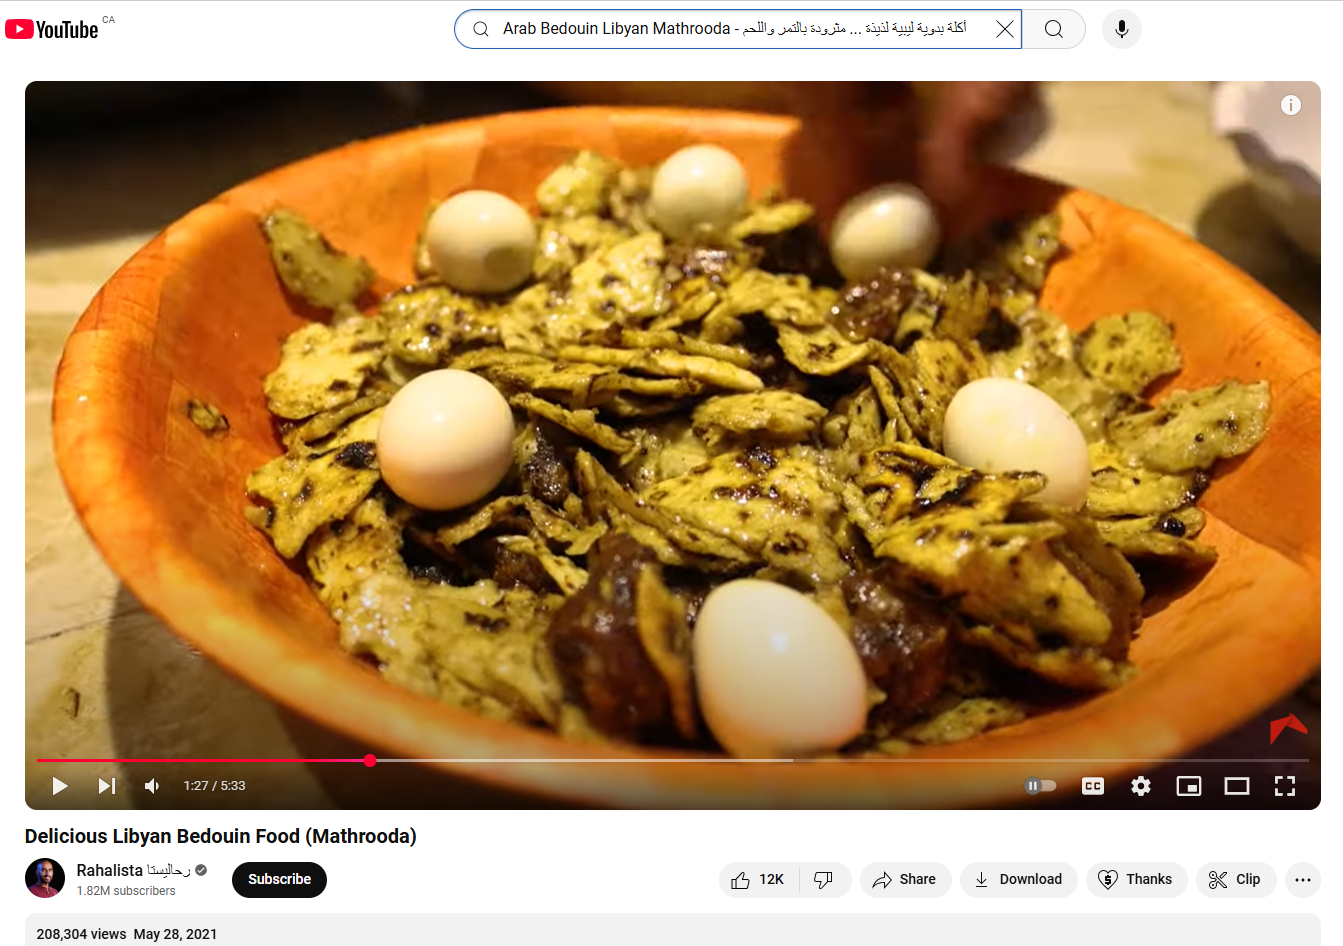 YouTube CA
Arab Bedouin Libyan Mathrooda - أكلة بدوية ليبية لذيذة ... مثرودة بالتمر واللحم
1:27 / 5:33
CC
Delicious Libyan Bedouin Food (Mathrooda)
Rahalista رحاليستا
1.82M subscribers
Subscribe
12K
Share
Download
Thanks
Clip
208,304 views May 28, 2021